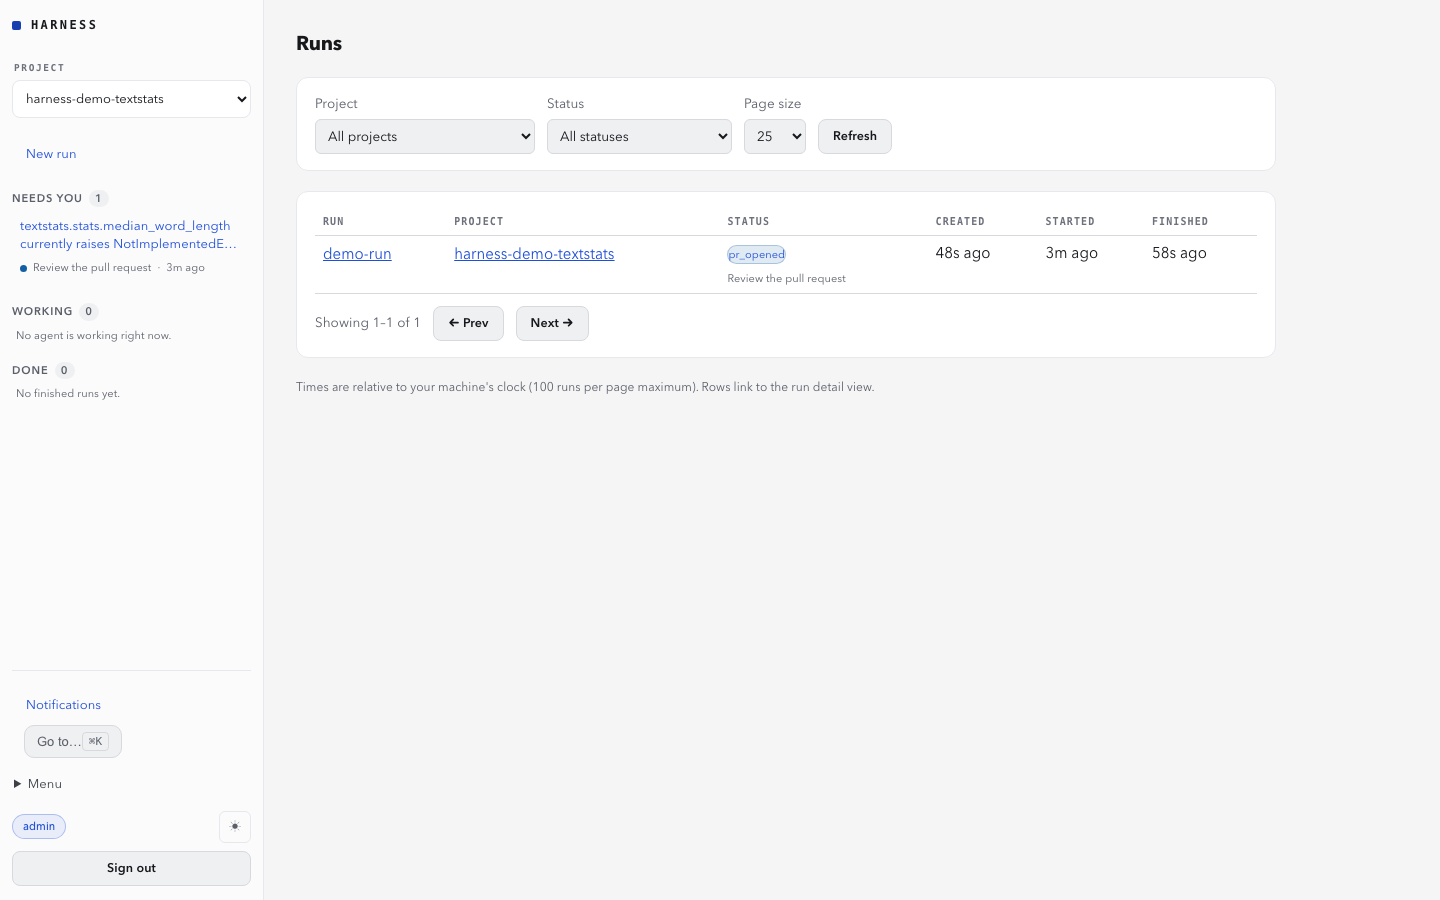 HARNESS
PROJECT
harness-demo-textstats
New run
NEEDS YOU 1
textstats.stats.median_word_length
currently raises NotImplementedE…
Review the pull request · 3m ago
WORKING 0
No agent is working right now.
DONE 0
No finished runs yet.
Notifications
Go to… ⌘K
Menu
admin
Sign out
Runs
Project Status Page size
All projects All statuses 25 Refresh
RUN PROJECT STATUS CREATED STARTED FINISHED
demo-run harness-demo-textstats pr_opened 48s ago 3m ago 58s ago
Review the pull request
Showing 1–1 of 1 ← Prev Next →
Times are relative to your machine's clock (100 runs per page maximum). Rows link to the run detail view.